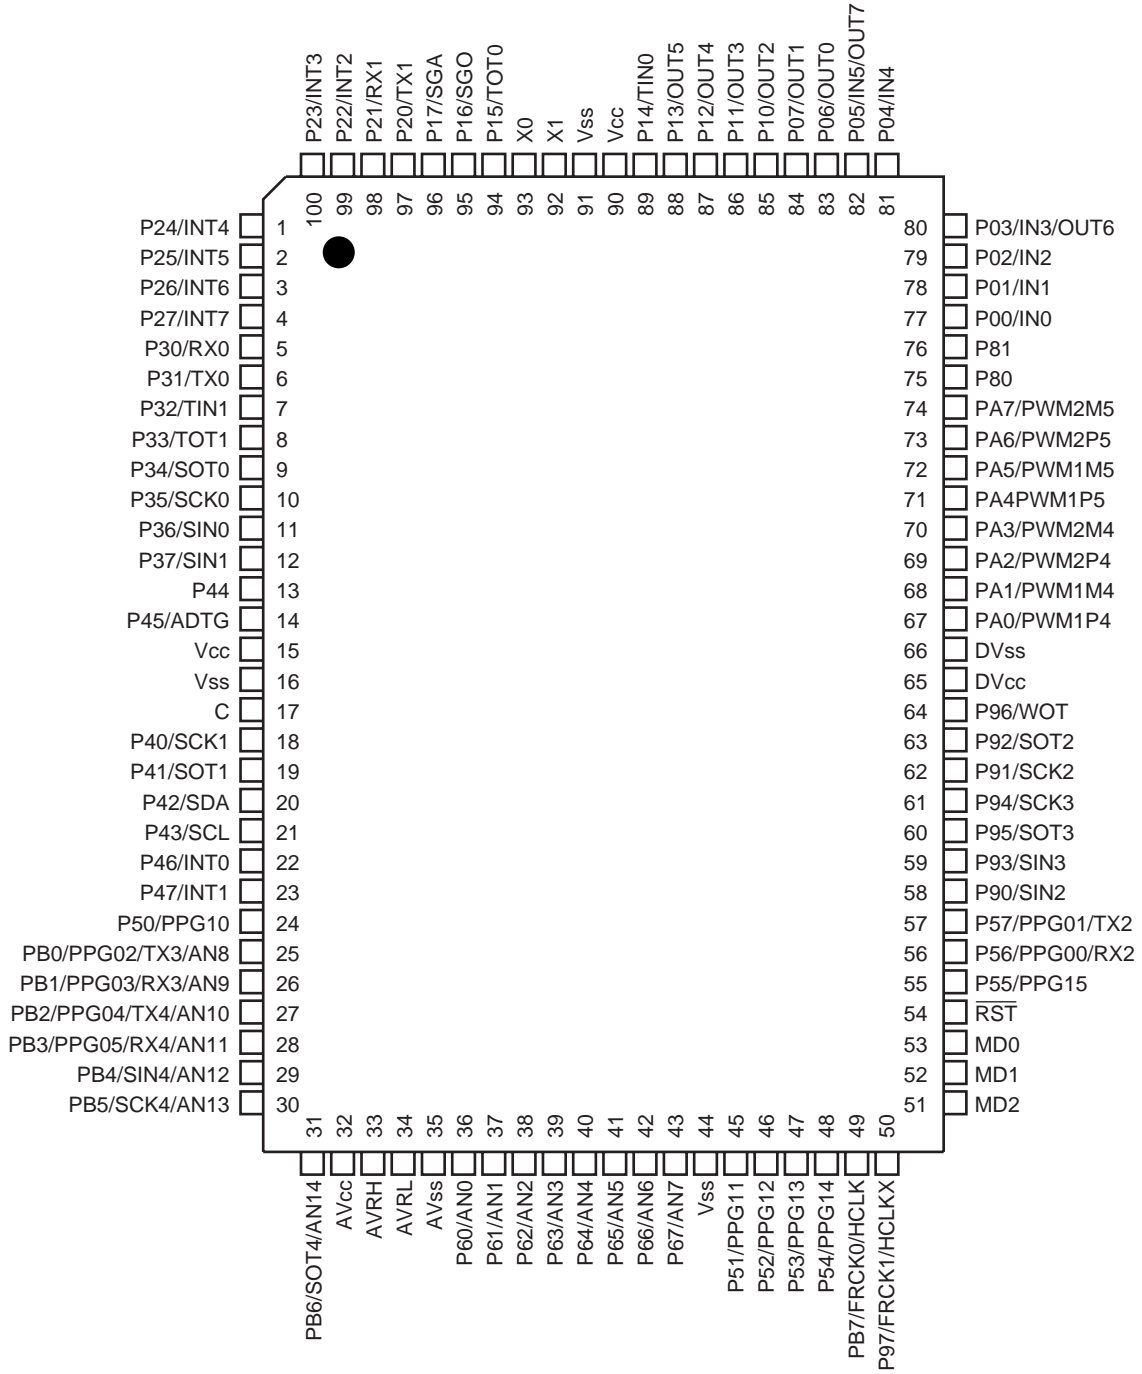 P23/INT3
P22/INT2
P21/RX1
P20/TX1
P17/SGA
P16/SGO
P15/TOT0
X0
X1
Vss
Vcc
P14/TIN0
P13/OUT5
P12/OUT4
P11/OUT3
P10/OUT2
P07/OUT1
P06/OUT0
P05/IN5/OUT7
P04/IN4
100
99
98
97
96
95
94
93
92
91
90
89
88
87
86
85
84
83
82
81
P24/INT4 1
P25/INT5 2
P26/INT6 3
P27/INT7 4
P30/RX0 5
P31/TX0 6
P32/TIN1 7
P33/TOT1 8
P34/SOT0 9
P35/SCK0 10
P36/SIN0 11
P37/SIN1 12
P44 13
P45/ADTG 14
Vcc 15
Vss 16
C 17
P40/SCK1 18
P41/SOT1 19
P42/SDA 20
P43/SCL 21
P46/INT0 22
P47/INT1 23
P50/PPG10 24
PB0/PPG02/TX3/AN8 25
PB1/PPG03/RX3/AN9 26
PB2/PPG04/TX4/AN10 27
PB3/PPG05/RX4/AN11 28
PB4/SIN4/AN12 29
PB5/SCK4/AN13 30
80 P03/IN3/OUT6
79 P02/IN2
78 P01/IN1
77 P00/IN0
76 P81
75 P80
74 PA7/PWM2M5
73 PA6/PWM2P5
72 PA5/PWM1M5
71 PA4PWM1P5
70 PA3/PWM2M4
69 PA2/PWM2P4
68 PA1/PWM1M4
67 PA0/PWM1P4
66 DVss
65 DVcc
64 P96/WOT
63 P92/SOT2
62 P91/SCK2
61 P94/SCK3
60 P95/SOT3
59 P93/SIN3
58 P90/SIN2
57 P57/PPG01/TX2
56 P56/PPG00/RX2
55 P55/PPG15
54 RST
53 MD0
52 MD1
51 MD2
31
32
33
34
35
36
37
38
39
40
41
42
43
44
45
46
47
48
49
50
PB6/SOT4/AN14
AVcc
AVRH
AVRL
AVss
P60/AN0
P61/AN1
P62/AN2
P63/AN3
P64/AN4
P65/AN5
P66/AN6
P67/AN7
Vss
P51/PPG11
P52/PPG12
P53/PPG13
P54/PPG14
PB7/FRCK0/HCLK
P97/FRCK1/HCLKX